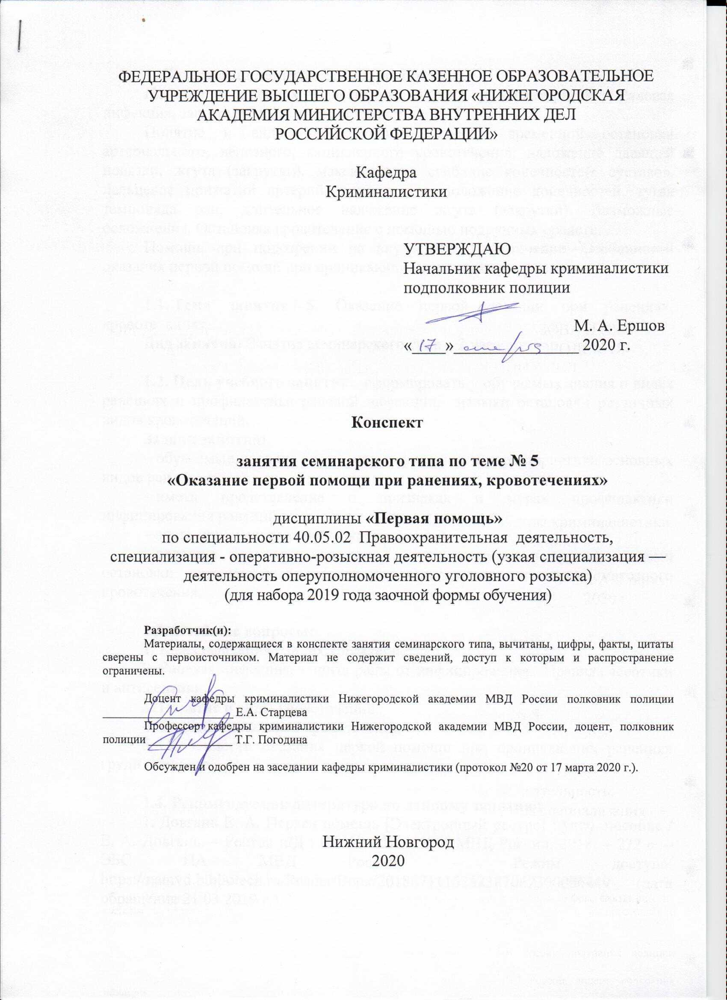 ФЕДЕРАЛЬНОЕ ГОСУДАРСТВЕННОЕ КАЗЕННОЕ ОБРАЗОВАТЕЛЬНОЕ
УЧРЕЖДЕНИЕ ВЫСШЕГО ОБРАЗОВАНИЯ «НИЖЕГОРОДСКАЯ
АКАДЕМИЯ МИНИСТЕРСТВА ВНУТРЕННИХ ДЕЛ
РОССИЙСКОЙ ФЕДЕРАЦИИ»
Кафедра
Криминалистики
УТВЕРЖДАЮ
Начальник кафедры криминалистики
подполковник полиции
М. А. Ершов
«17» 2020 г.
Конспект
занятия семинарского типа по теме № 5
«Оказание первой помощи при ранениях, кровотечениях»
дисциплины «Первая помощь»
по специальности 40.05.02 Правоохранительная деятельность,
специализация - оперативно-розыскная деятельность (узкая специализация —
деятельность оперуполномоченного уголовного розыска)
(для набора 2019 года заочной формы обучения)
Разработчик(и):
Материалы, содержащиеся в конспекте занятия семинарского типа, вычитаны, цифры, факты, цитаты
сверены с первоисточником. Материал не содержит сведений, доступ к которым и распространение
ограничены.
Доцент кафедры криминалистики Нижегородской академии МВД России полковник полиции
Е.А. Старцева
Профессор кафедры криминалистики Нижегородской академии МВД России, доцент, полковник
полиции Т.Г. Погодина
Обсужден и одобрен на заседании кафедры криминалистики (протокол №20 от 17 марта 2020 г.).
Нижний Новгород
2020